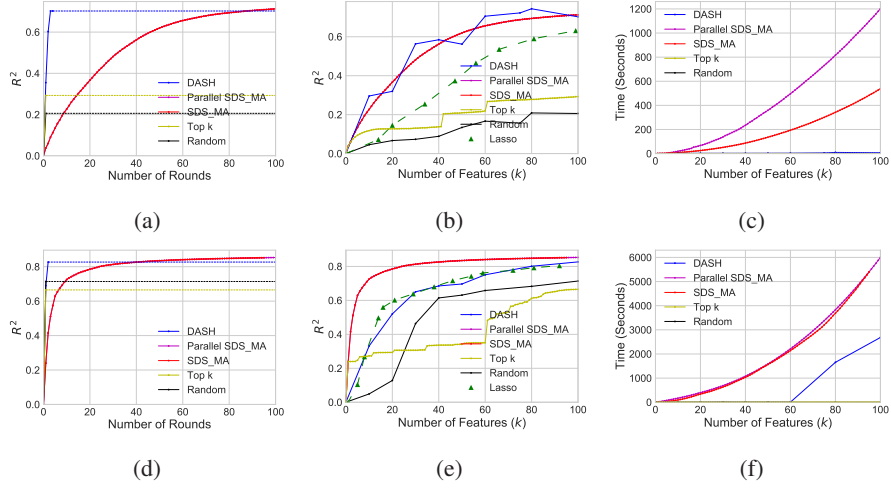 R²
0.6
0.4
0.2
0.0
0 20 40 60 80 100
Number of Rounds
DASH
Parallel SDS_MA
SDS_MA
Top k
Random
(a)
R²
0.8
0.6
0.4
0.2
0.0
0 20 40 60 80 100
Number of Features (k)
DASH
Parallel SDS_MA
SDS_MA
Top k
Random
Lasso
(b)
Time (Seconds)
1200
1000
800
600
400
200
0
0 20 40 60 80 100
Number of Features (k)
DASH
Parallel SDS_MA
SDS_MA
Top k
Random
(c)
R²
0.8
0.6
0.4
0.2
0.0
0 20 40 60 80 100
Number of Rounds
DASH
Parallel SDS_MA
SDS_MA
Top k
Random
(d)
R²
0.8
0.6
0.4
0.2
0.0
0 20 40 60 80 100
Number of Features (k)
DASH
Parallel SDS_MA
SDS_MA
Top k
Random
Lasso
(e)
Time (Seconds)
6000
5000
4000
3000
2000
1000
0
0 20 40 60 80 100
Number of Features (k)
DASH
Parallel SDS_MA
SDS_MA
Top k
Random
(f)